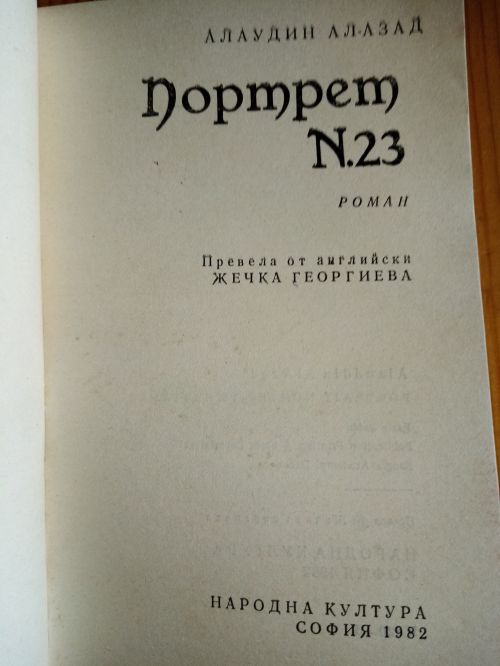 АЛАУДИН АЛ-АЗАД
Портрет
N.23
РОМАН
Превела от английски
ЖЕЧКА ГЕОРГИЕВА
НАРОДНА КУЛТУРА
СОФИЯ 1982